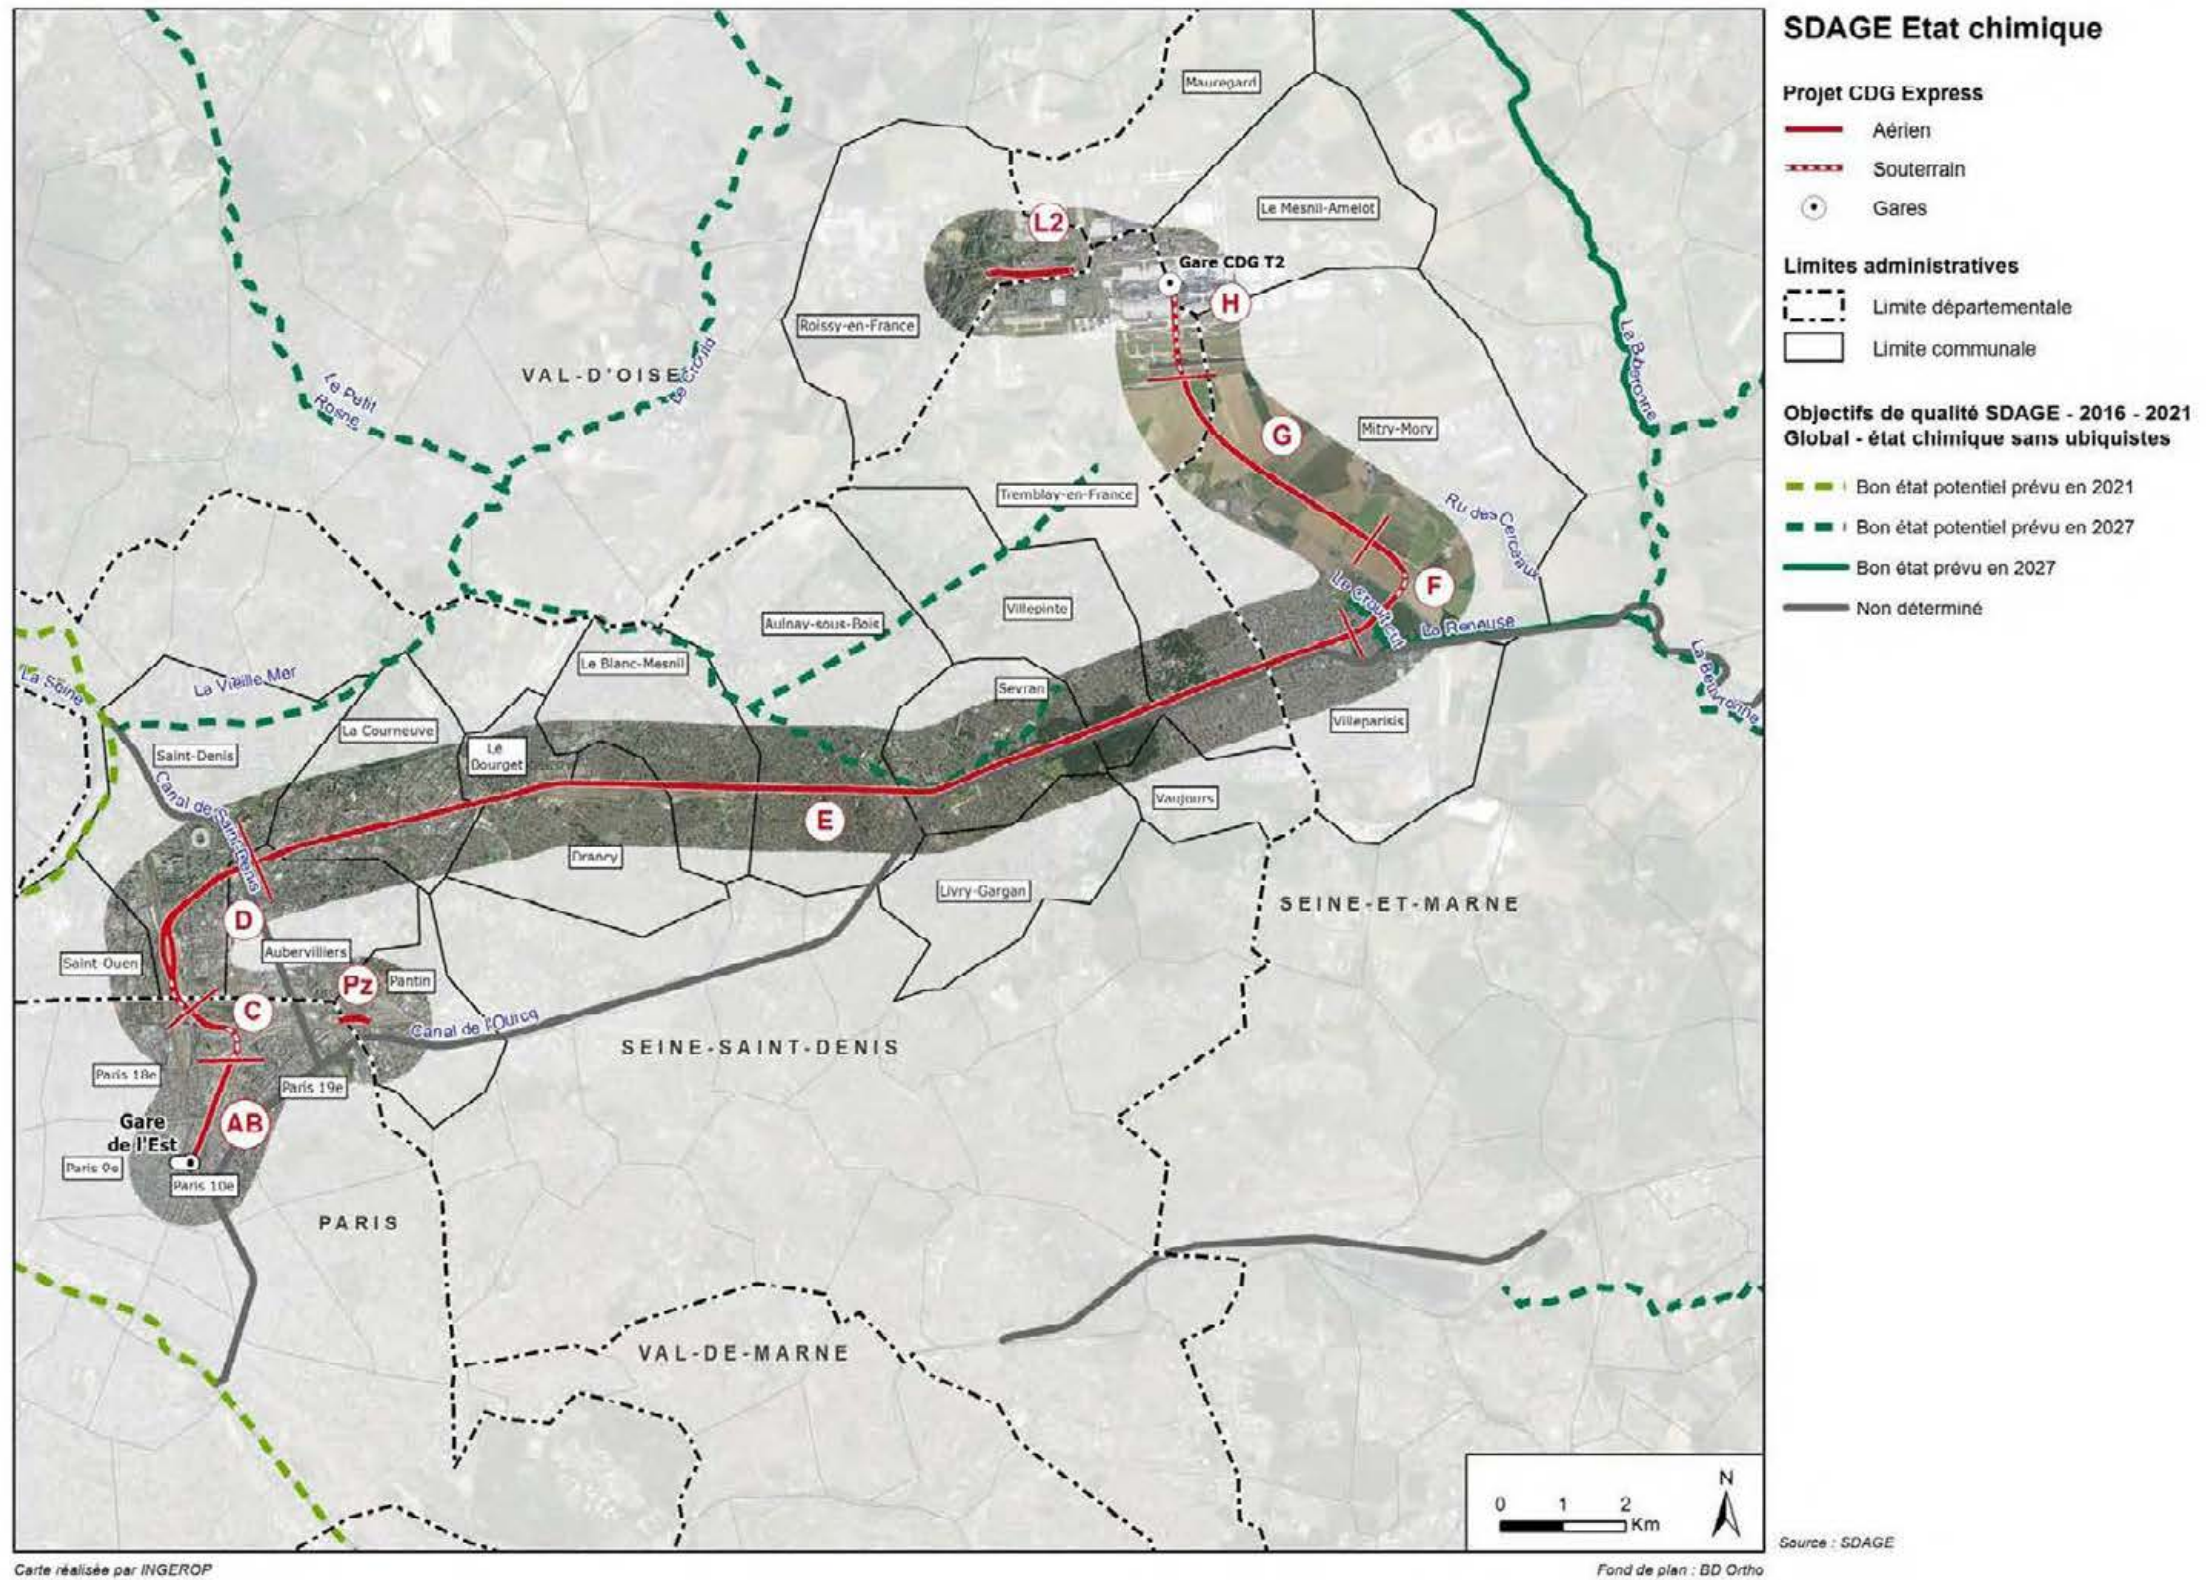 SDAGE Etat chimique
Projet CDG Express
Aérien
Souterrain
Gares
Limites administratives
Limite départementale
Limite communale
Objectifs de qualité SDAGE - 2016 - 2021
Global - état chimique sans ubiquistes
Bon état potentiel prévu en 2021
Bon état potentiel prévu en 2027
Bon état prévu en 2027
Non déterminé
Mauregard
Le Mesnil-Amelot
L2
Gare CDG T2
H
Roissy-en-France
La Biberonne
VAL-D'OISE
Le Crould
Le Petit
Rosne
G
Mitry-Mory
Tremblay-en-France
Ru des Cerceaux
F
Villepinte
Aulnay-sous-Bois
La Reneuse
Le Blanc-Mesnil
La Beuvronne
La Vieille Mer
La Seine
Sevran
Villeparisis
La Courneuve
Saint-Denis
Le
Bourget
Canal de Saint-Denis
Vaujours
E
Drancy
Livry-Gargan
SEINE-ET-MARNE
D
Aubervilliers
Saint Ouen
Pz
Pantin
C
Canal de l'Ourcq
SEINE-SAINT-DENIS
Paris 18e
Paris 19e
Gare
de l'Est
AB
Paris 9e
Paris 10e
PARIS
VAL-DE-MARNE
N
0 1 2
Km
Source : SDAGE
Carte réalisée par INGEROP
Fond de plan : BD Ortho